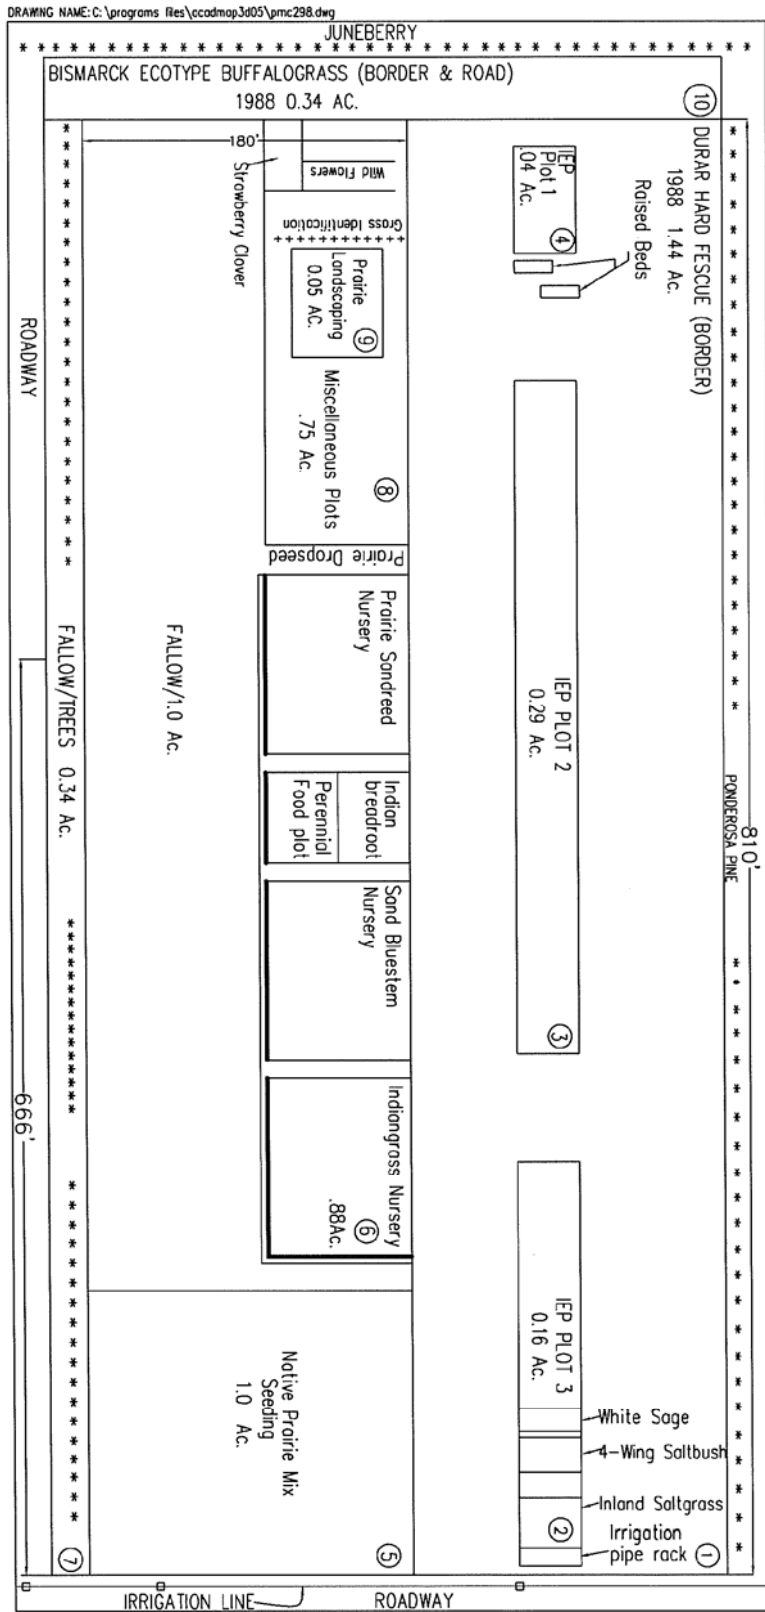 DRAWING NAME: C: \programs files\ccadmap3d05\pmc298.dwg
JUNEBERRY
BISMARCK ECOTYPE BUFFALOGRASS (BORDER & ROAD)
1988 0.34 AC.
10
DURAR HARD FESCUE (BORDER)
1988 1.44 Ac.
Raised Beds
IEP
Plot 1
.04 Ac.
4
180'
Strawberry Clover
Wild Flowers
Grass Identification
Prairie
Landscaping
0.05 AC.
9
Miscellaneous Plots
.75 Ac.
8
Prairie Dropseed
ROADWAY
Prairie Sandreed
Nursery
IEP PLOT 2
0.29 Ac.
3
FALLOW/TREES 0.34 Ac.
FALLOW/1.0 Ac.
Indian
breadroot
Perennial
Food plot
810'
PONDEROSA PINE
Sand Bluestem
Nursery
Indiangrass Nursery
.88Ac.
6
666'
IEP PLOT 3
0.16 Ac.
White Sage
4-Wing Saltbush
Inland Saltgrass
2
Irrigation
pipe rack
1
Native Prairie Mix
Seeding
1.0 Ac.
5
7
IRRIGATION LINE
ROADWAY